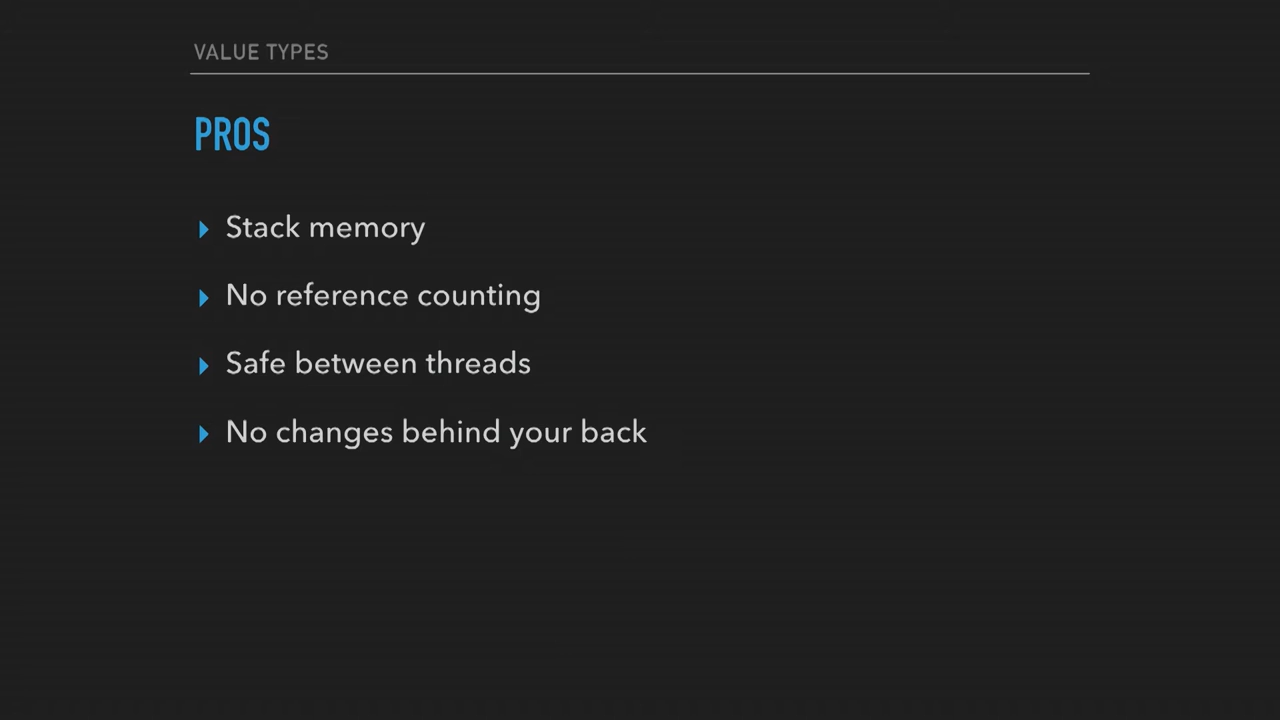 VALUE TYPES
PROS
Stack memory
No reference counting
Safe between threads
No changes behind your back